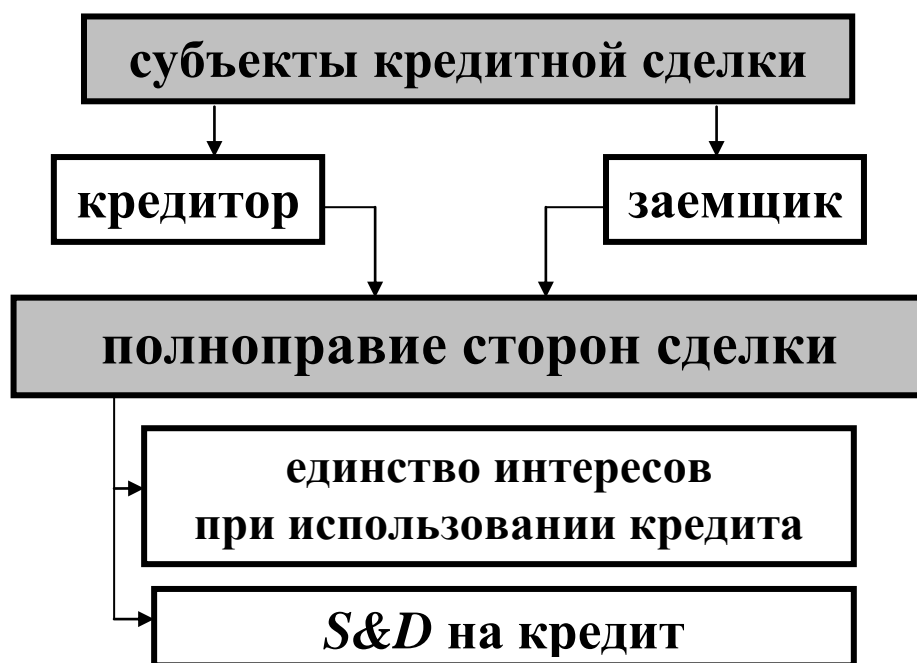 субъекты кредитной сделки
кредитор
заемщик
полноправие сторон сделки
единство интересов
при использовании кредита
S&D на кредит